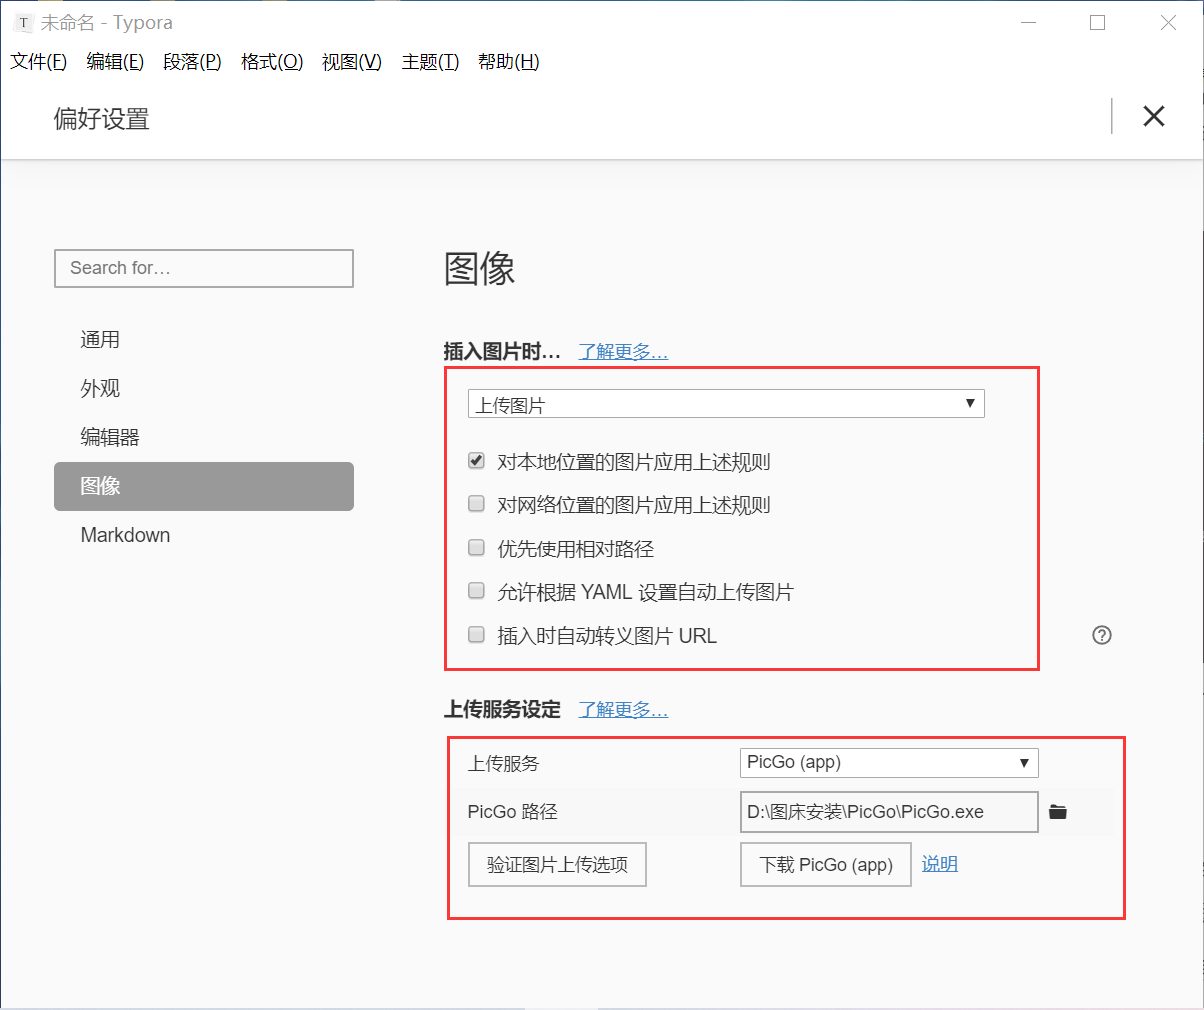 T 未命名 - Typora
文件(F) 编辑(E) 段落(P) 格式(O) 视图(V) 主题(T) 帮助(H)
偏好设置
Search for…
通用
外观
编辑器
图像
Markdown
图像
插入图片时… 了解更多…
上传图片
对本地位置的图片应用上述规则
对网络位置的图片应用上述规则
优先使用相对路径
允许根据 YAML 设置自动上传图片
插入时自动转义图片 URL
上传服务设定 了解更多…
上传服务 PicGo (app)
PicGo 路径 D:\图床安装\PicGo\PicGo.exe
验证图片上传选项 下载 PicGo (app) 说明